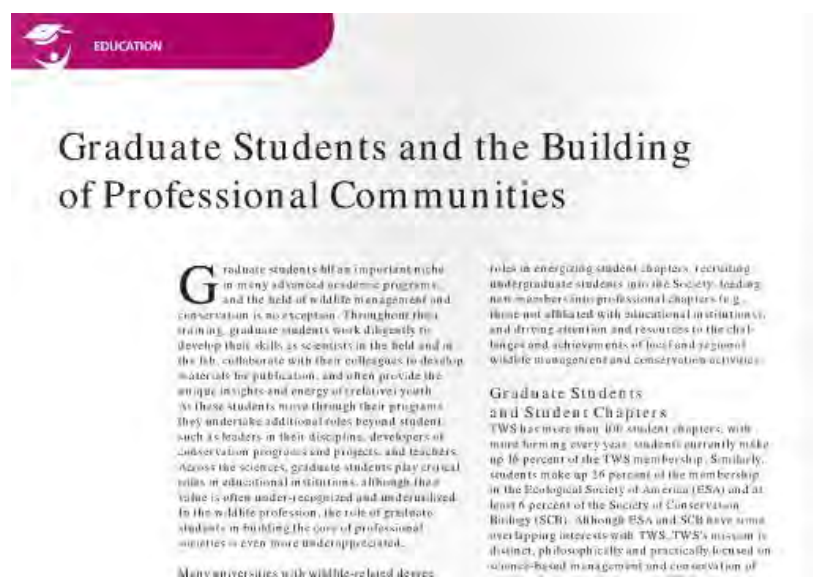 EDUCATION
Graduate Students and the Building
of Professional Communities
Graduate students fill an important niche
in many advanced academic programs,
and the field of wildlife management and
conservation is no exception. Throughout their
training, graduate students work diligently to
develop their skills as scientists in the field and in
the lab, collaborate with their colleagues to develop
materials for publication, and often provide the
unique insights and energy of (relative) youth
As these students move through their programs
they undertake additional roles beyond student,
such as leaders in their discipline, developers of
conservation programs and projects, and teachers.
Across the sciences, graduate students play critical
roles in educational institutions, although their
value is often under-recognized and underutilized
In the wildlife profession, the role of graduate
students in building the core of professional
societies is even more underappreciated.
Many universities with wildlife-related degree
roles in energizing student chapters, recruiting
undergraduate students into the Society, leading
new members into professional chapters (e.g.,
those not affiliated with educational institutions),
and driving attention and resources to the chal-
lenges and achievements of local and regional
wildlife management and conservation activities.
Graduate Students
and Student Chapters
TWS has more than 100 student chapters, with
more forming every year, students currently make
up 16 percent of the TWS membership. Similarly,
students make up 26 percent of the membership
in the Ecological Society of America (ESA) and at
least 6 percent of the Society of Conservation
Biology (SCB). Although ESA and SCB have some
overlapping interests with TWS, TWS's mission is
distinct, philosophically and practically focused on
science-based management and conservation of